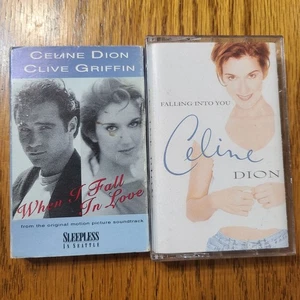 CELINE DION
CLIVE GRIFFIN
When I Fall
In Love
from the original motion picture soundtrack
SLEEPLESS
IN SEATTLE
FALLING INTO YOU
Celine
DION